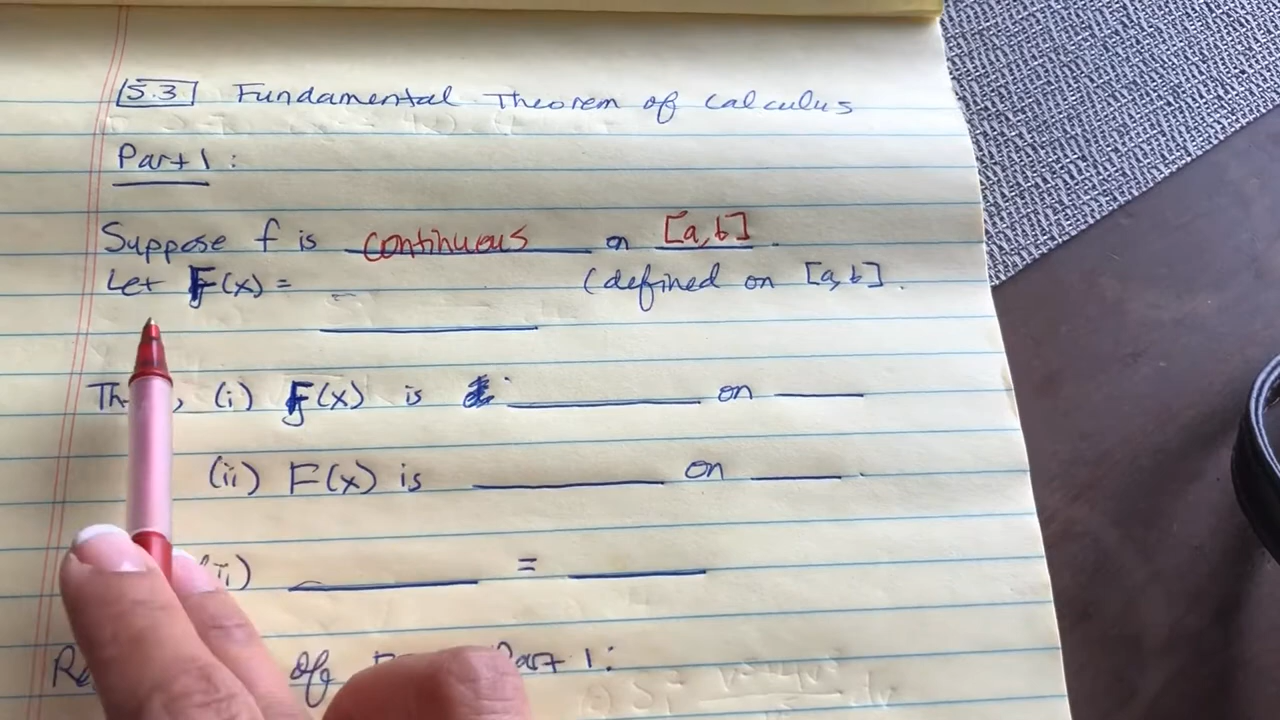 5.3 Fundamental Theorem of Calculus
Part 1:
Suppose f is continuous on [a,b].
Let F(x) = (defined on [a,b].
(i) F(x) is on
(ii) F(x) is on .
=
of Part 1: